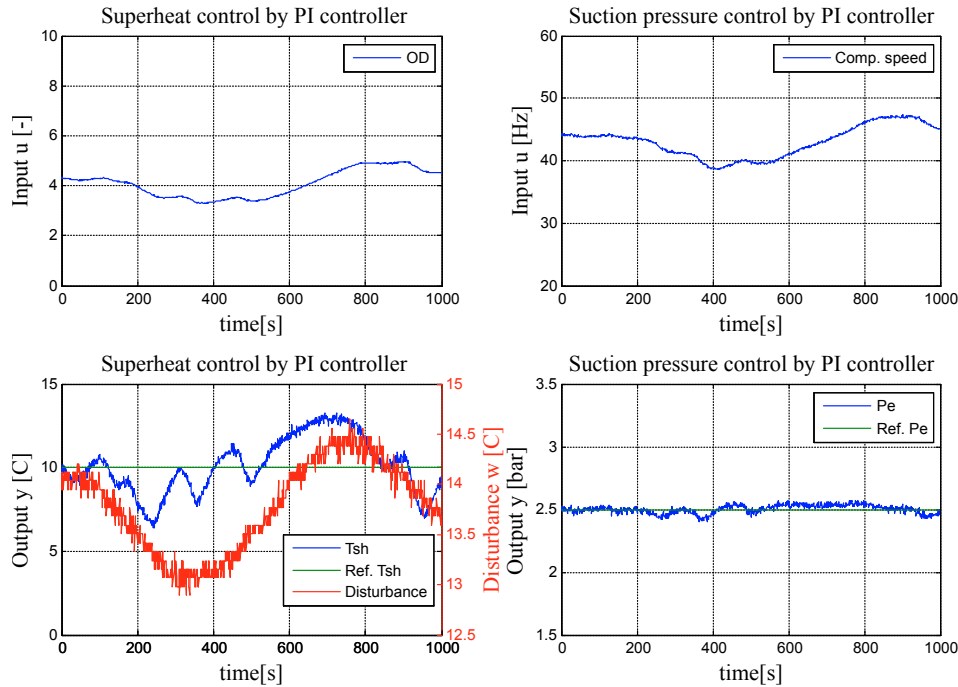 Superheat control by PI controller
10
8
6
4
2
0
Input u [-]
OD
0
200
400
600
800
1000
time[s]
Suction pressure control by PI controller
60
50
40
30
20
Input u [Hz]
Comp. speed
0
200
400
600
800
1000
time[s]
Superheat control by PI controller
15
10
5
0
Output y [C]
15
14.5
14
13.5
13
12.5
Disturbance w [C]
Tsh
Ref. Tsh
Disturbance
0
200
400
600
800
1000
time[s]
Suction pressure control by PI controller
3.5
3
2.5
2
1.5
Output y [bar]
Pe
Ref. Pe
0
200
400
600
800
1000
time[s]